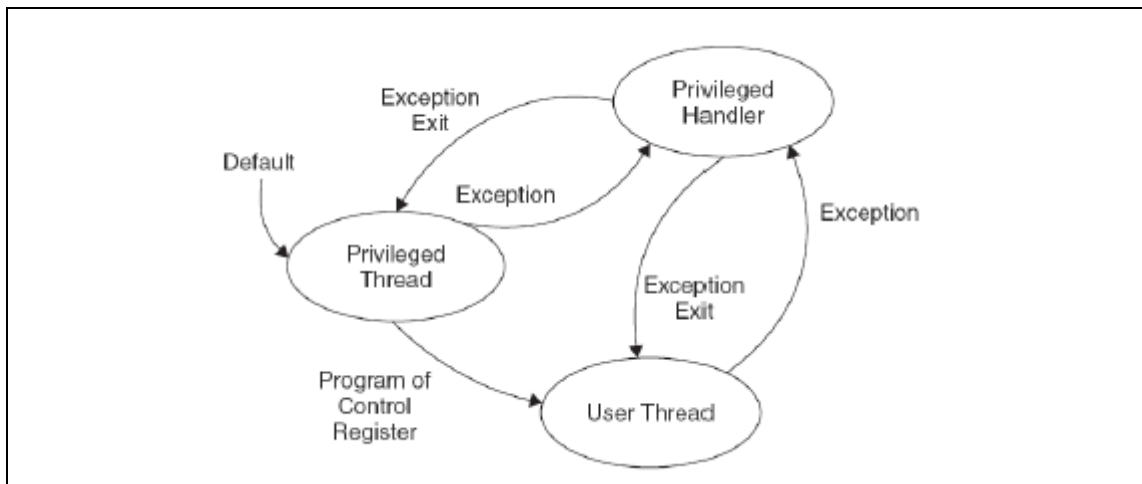 Privileged
Handler
Exception
Exit
Default
Exception
Exception
Privileged
Thread
Exception
Exit
Program of
Control
Register
User Thread